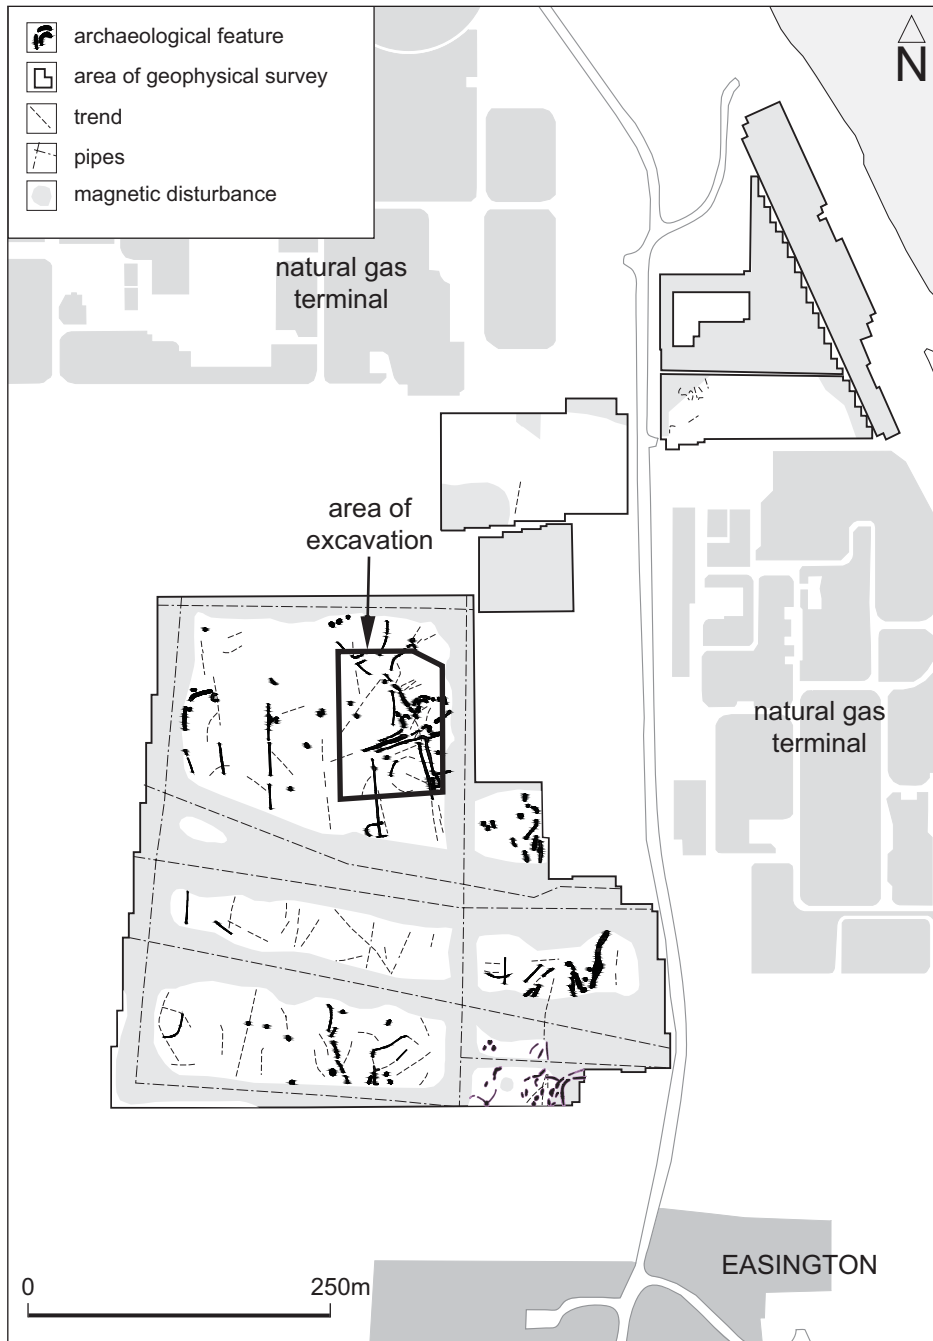 archaeological feature
area of geophysical survey
trend
pipes
magnetic disturbance
N
natural gas
terminal
area of
excavation
natural gas
terminal
EASINGTON
0 250m